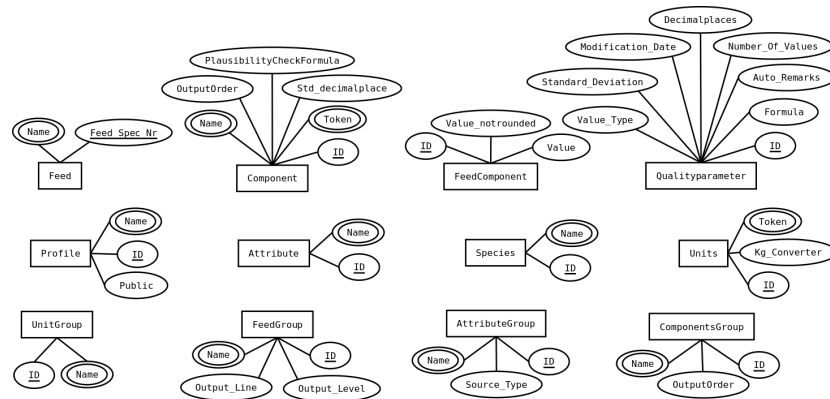 Decimalplaces
Modification_Date
Number_Of_Values
PlausibilityCheckFormula
Standard_Deviation
Auto_Remarks
OutputOrder
Std_decimalplace
Formula
Name
Feed_Spec_Nr
Name
Token
Value_notrounded
Value_Type
ID
ID
Value
ID
Feed
Component
FeedComponent
Qualityparameter
Name
Name
Name
Token
Profile
ID
Attribute
ID
Species
ID
Units
Kg_Converter
Public
ID
UnitGroup
FeedGroup
AttributeGroup
ComponentsGroup
ID
Name
Name
ID
Name
ID
Name
ID
Output_Line
Output_Level
Source_Type
OutputOrder